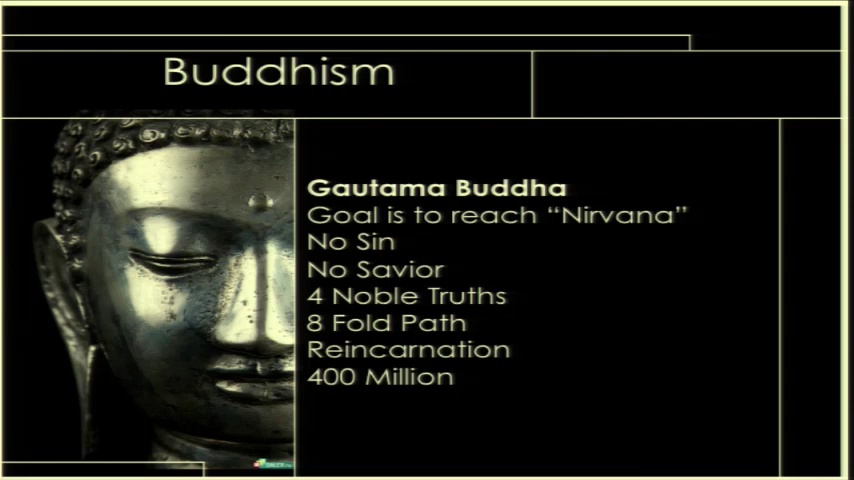 Buddhism
Gautama Buddha
Goal is to reach “Nirvana”
No Sin
No Savior
4 Noble Truths
8 Fold Path
Reincarnation
400 Million